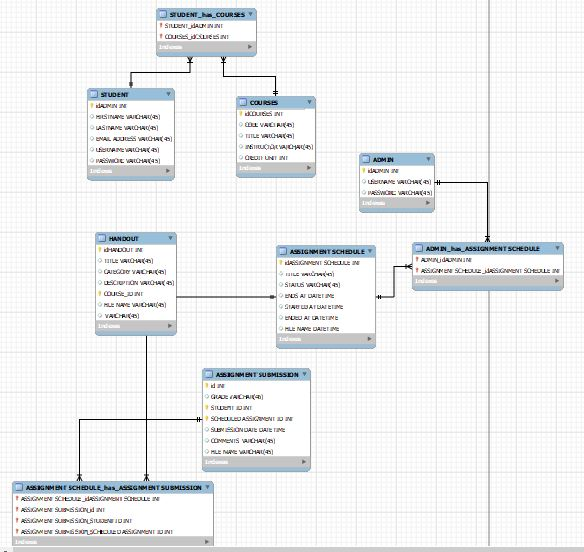 STUDENT_has_COURSES
STUDENT_idADMIN INT
COURSES_idCOURSES INT
Indexes
STUDENT
idADMIN INT
FIRSTNAME VARCHAR(45)
LASTNAME VARCHAR(45)
EMAIL ADDRESS VARCHAR(45)
USERNAME VARCHAR(45)
PASSWORD VARCHAR(45)
Indexes
COURSES
idCOURSES INT
CODE VARCHAR(45)
TITLE VARCHAR(45)
INSTRUCTOR VARCHAR(45)
CREDIT UNIT INT
Indexes
ADMIN
idADMIN INT
USERNAME VARCHAR(45)
PASSWORD VARCHAR(45)
Indexes
HANDOUT
idHANDOUT INT
TITLE VARCHAR(45)
CATEGORY VARCHAR(45)
DESCRIPTION VARCHAR(45)
COURSE_ID INT
FILE NAME VARCHAR(45)
VARCHAR(45)
Indexes
ASSIGNMENT SCHEDULE
idASSIGNMENT SCHEDULE INT
TITLE VARCHAR(45)
STATUS VARCHAR(45)
ENDS AT DATETIME
STARTED AT DATETIME
ENDED AT DATETIME
FILE NAME DATETIME
Indexes
ADMIN_has_ASSIGNMENT SCHEDULE
ADMIN_idADMIN INT
ASSIGNMENT SCHEDULE_idASSIGNMENT SCHEDULE INT
Indexes
ASSIGNMENT SUBMISSION
id INT
GRADE VARCHAR(45)
STUDENT ID INT
SCHEDULED ASSIGNMENT ID INT
SUBMISSION DATE DATETIME
COMMENTS VARCHAR(45)
FILE NAME VARCHAR(45)
Indexes
ASSIGNMENT SCHEDULE_has_ASSIGNMENT SUBMISSION
ASSIGNMENT SCHEDULE_idASSIGNMENT SCHEDULE INT
ASSIGNMENT SUBMISSION_id INT
ASSIGNMENT SUBMISSION_STUDENT ID INT
ASSIGNMENT SUBMISSION_SCHEDULED ASSIGNMENT ID INT
Indexes